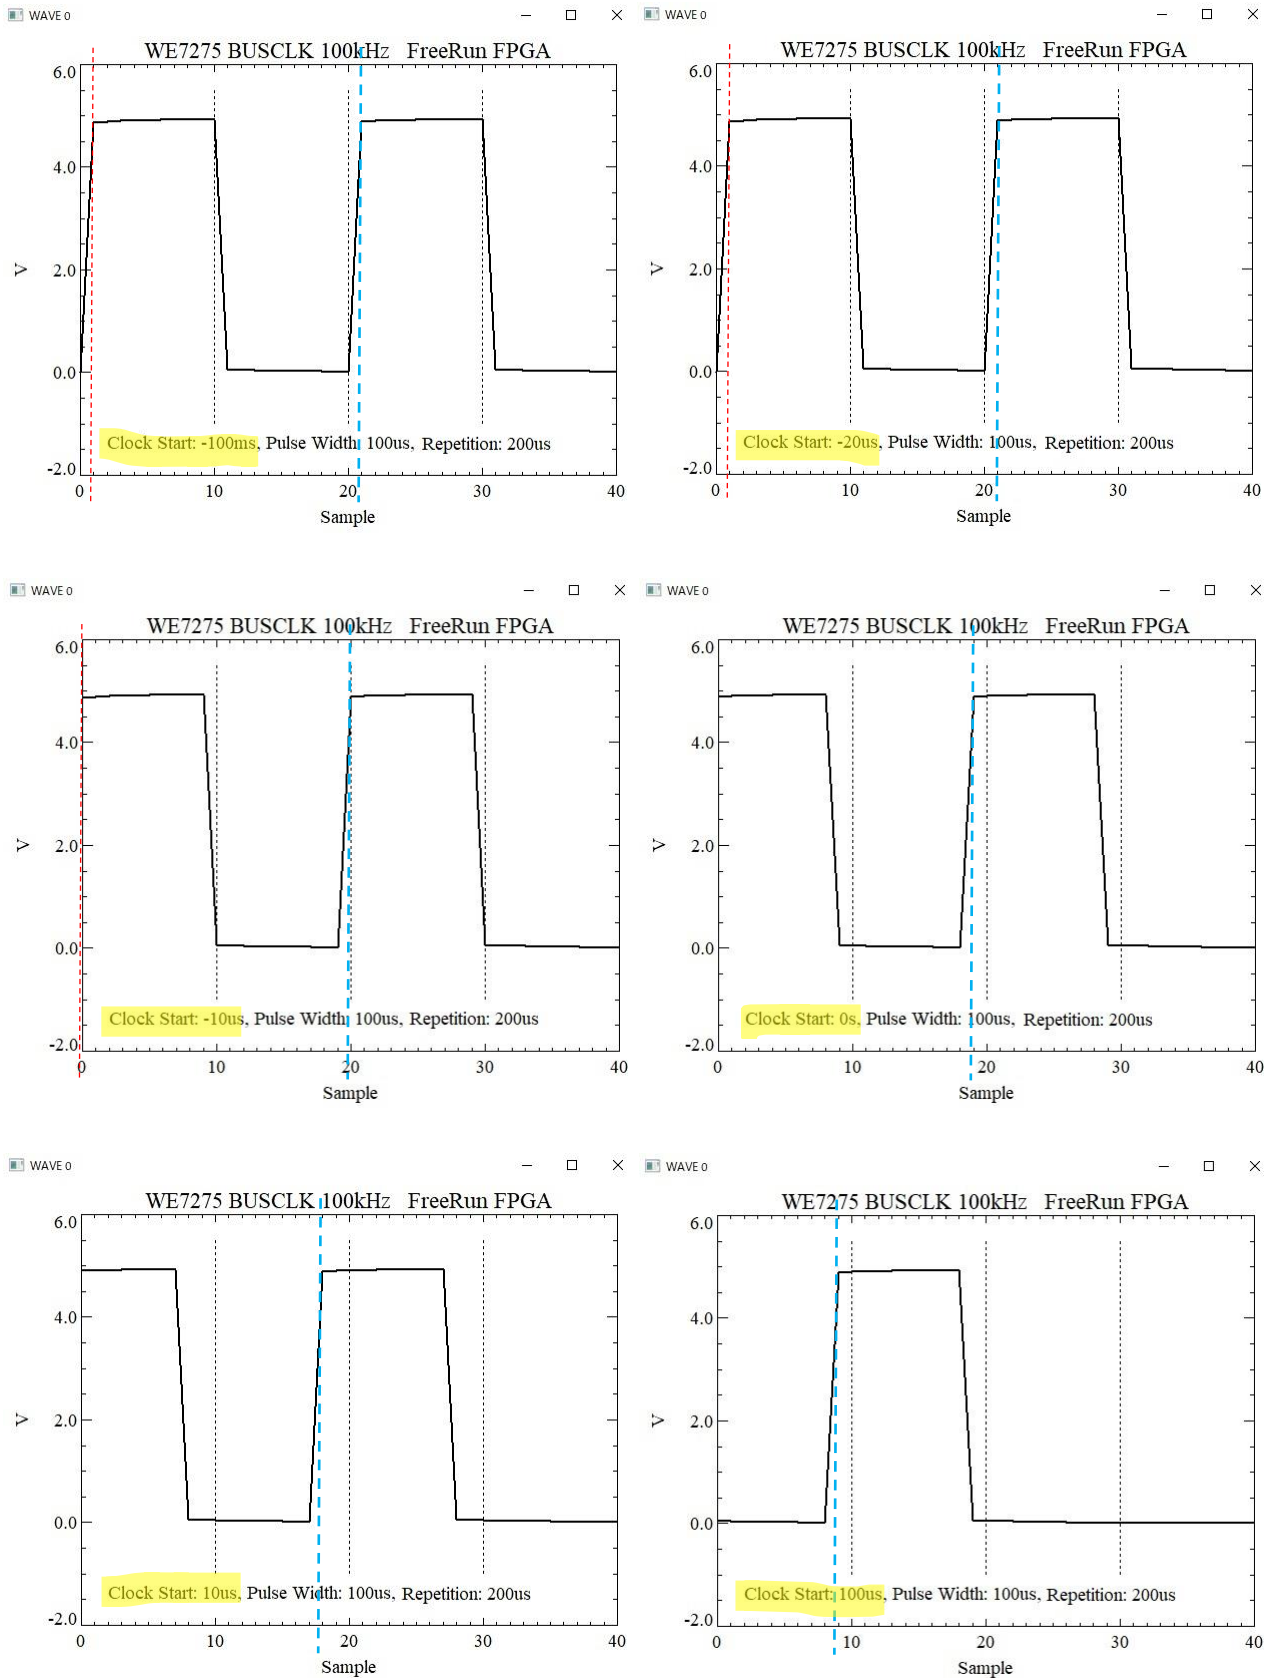 WAVE 0
WE7275 BUSCLK 100kHz FreeRun FPGA
6.0
4.0
2.0
0.0
-2.0
V
Clock Start: -100ms, Pulse Width: 100us, Repetition: 200us
0 10 20 30 40
Sample
WAVE 0
WE7275 BUSCLK 100kHz FreeRun FPGA
6.0
4.0
2.0
0.0
-2.0
V
Clock Start: -20us, Pulse Width: 100us, Repetition: 200us
0 10 20 30 40
Sample
WAVE 0
WE7275 BUSCLK 100kHz FreeRun FPGA
6.0
4.0
2.0
0.0
-2.0
V
Clock Start: -10us, Pulse Width: 100us, Repetition: 200us
0 10 20 30 40
Sample
WAVE 0
WE7275 BUSCLK 100kHz FreeRun FPGA
6.0
4.0
2.0
0.0
-2.0
V
Clock Start: 0s, Pulse Width: 100us, Repetition: 200us
0 10 20 30 40
Sample
WAVE 0
WE7275 BUSCLK 100kHz FreeRun FPGA
6.0
4.0
2.0
0.0
-2.0
V
Clock Start: 10us, Pulse Width: 100us, Repetition: 200us
0 10 20 30 40
Sample
WAVE 0
WE7275 BUSCLK 100kHz FreeRun FPGA
6.0
4.0
2.0
0.0
-2.0
V
Clock Start: 100us, Pulse Width: 100us, Repetition: 200us
0 10 20 30 40
Sample